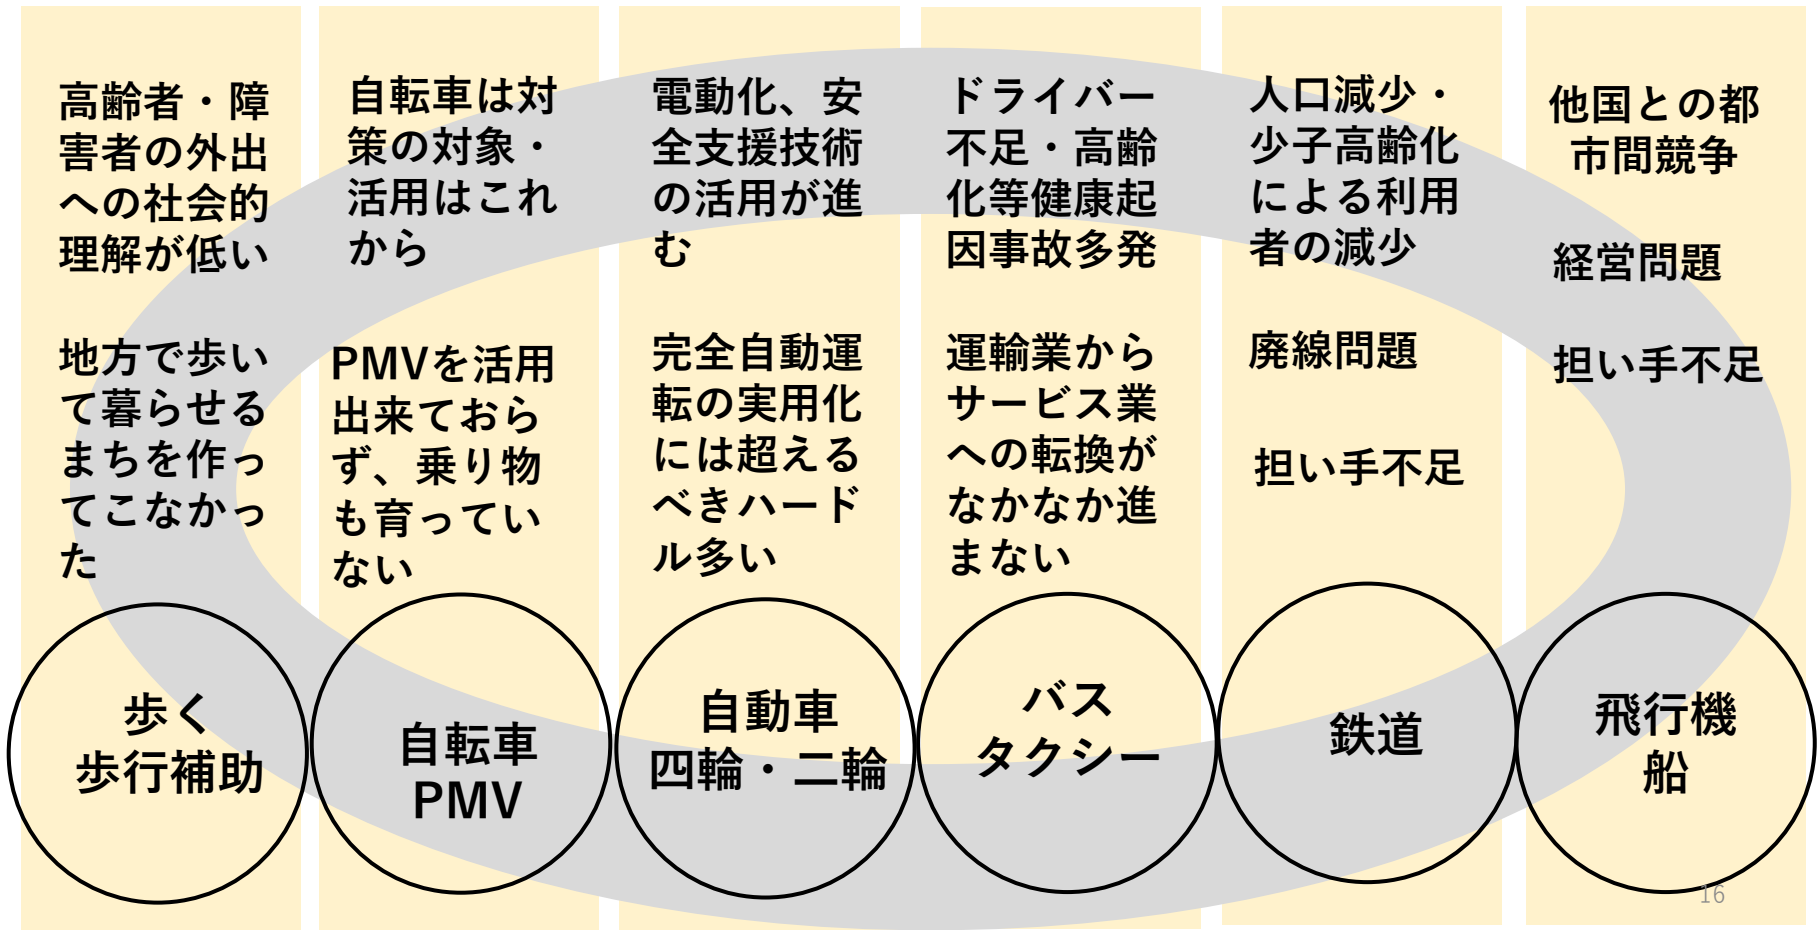 高齢者・障
害者の外出
への社会的
理解が低い
地方で歩い
て暮らせる
まちを作っ
てこなかっ
た
歩く
歩行補助
自転車は対
策の対象・
活用はこれ
から
PMVを活用
出来ておら
ず、乗り物
も育ってい
ない
自転車
PMV
電動化、安
全支援技術
の活用が進
む
完全自動運
転の実用化
には超える
べきハード
ル多い
自動車
四輪・二輪
ドライバー
不足・高齢
化等健康起
因事故多発
運輸業から
サービス業
への転換が
なかなか進
まない
バス
タクシー
人口減少・
少子高齢化
による利用
者の減少
廃線問題
担い手不足
鉄道
他国との都
市間競争
経営問題
担い手不足
飛行機
船
16